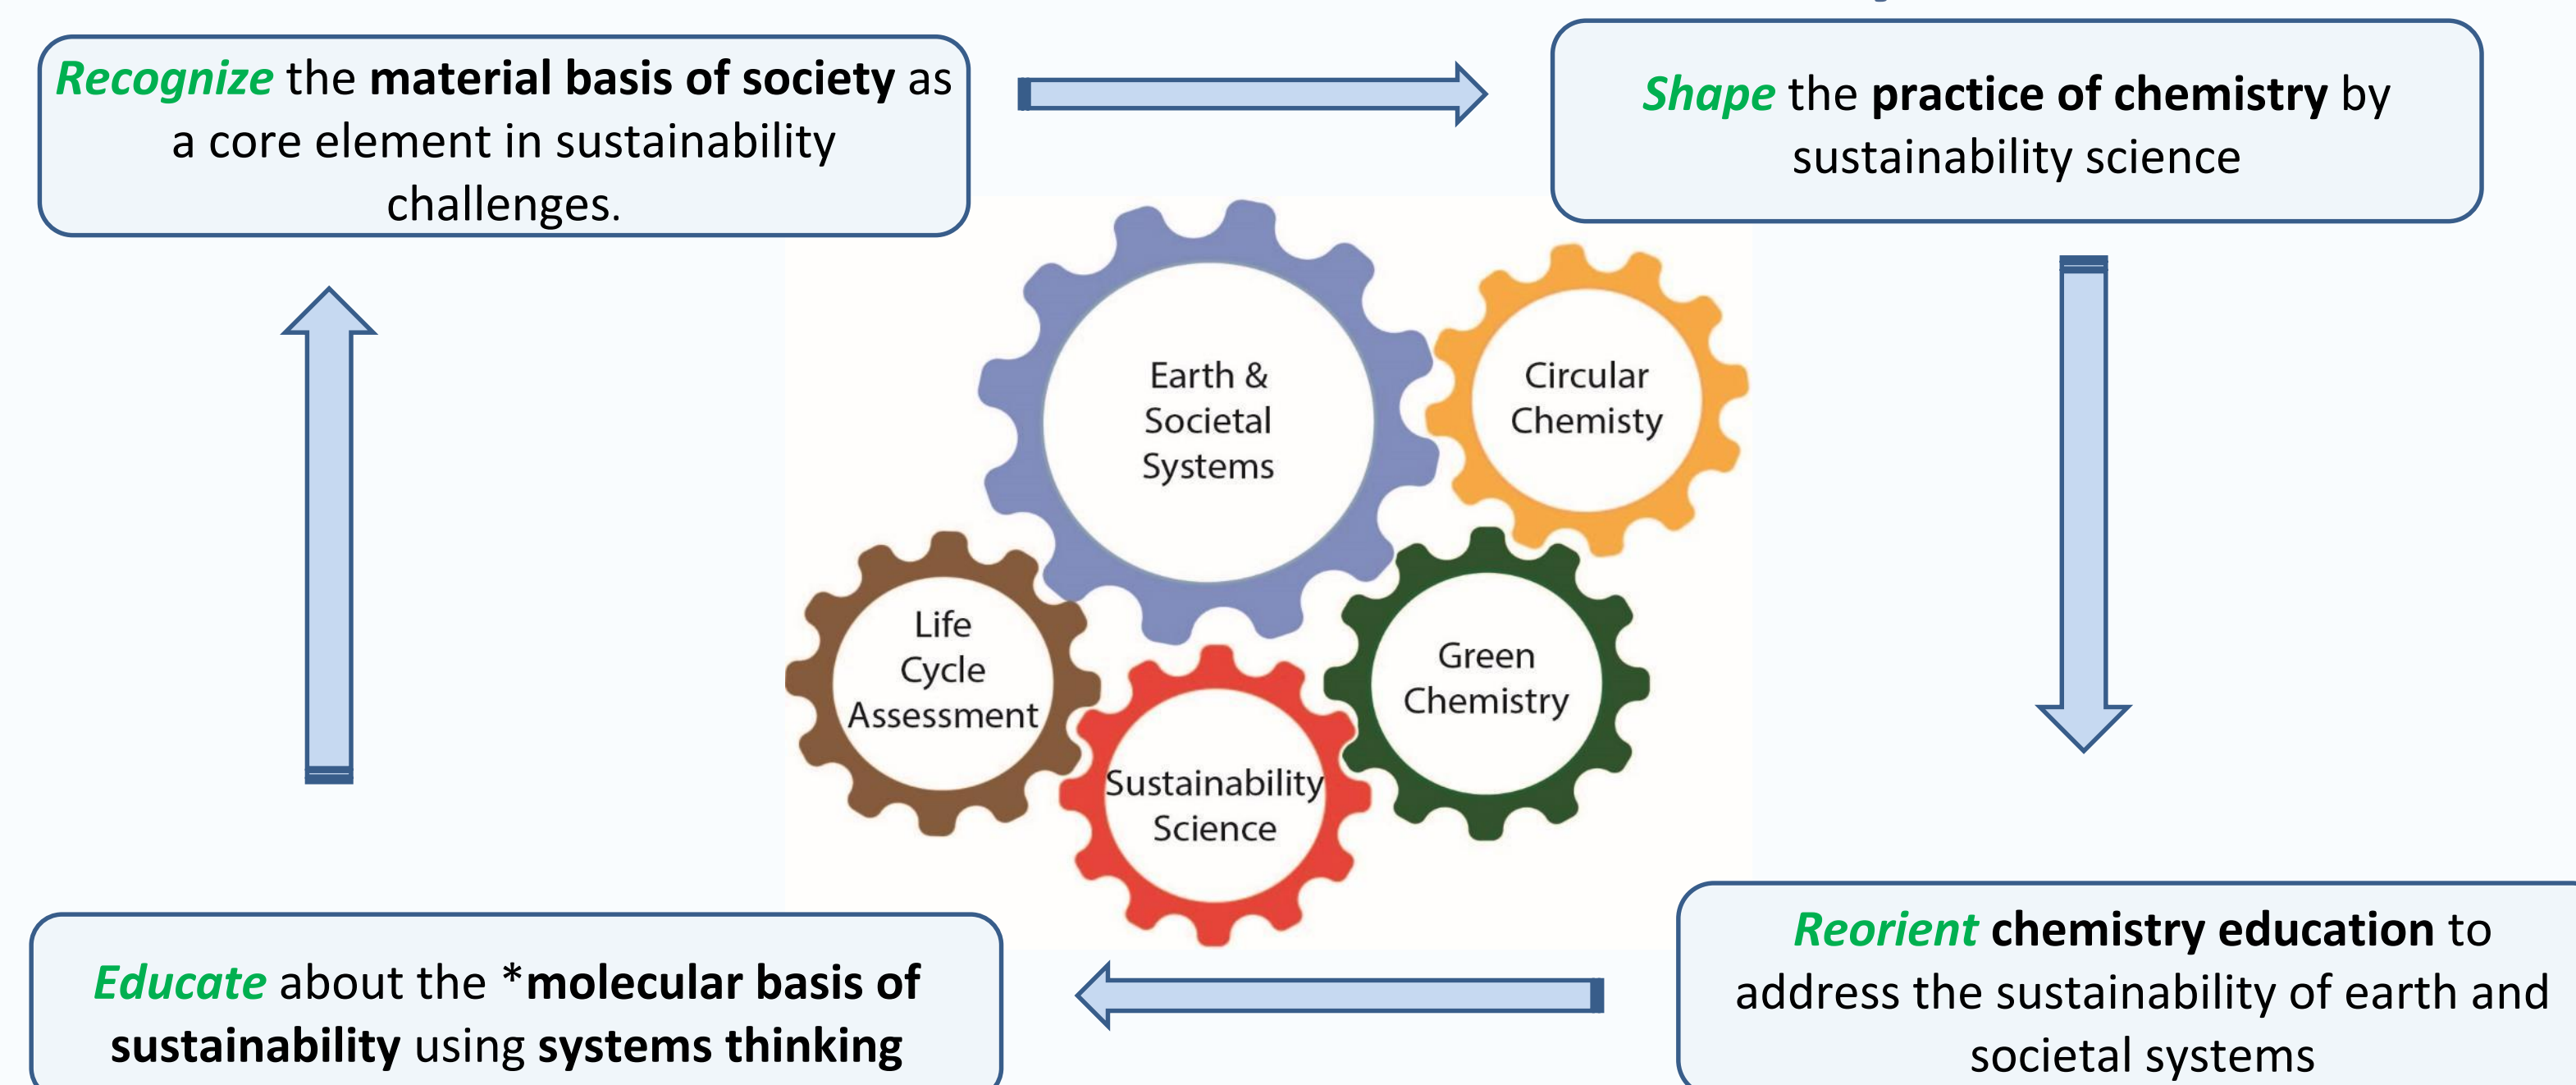 Recognize the material basis of society as
a core element in sustainability
challenges.
Shape the practice of chemistry by
sustainability science
Earth &
Societal
Systems
Circular
Chemisty
Life
Cycle
Assessment
Green
Chemistry
Sustainability
Science
Educate about the *molecular basis of
sustainability using systems thinking
Reorient chemistry education to
address the sustainability of earth and
societal systems